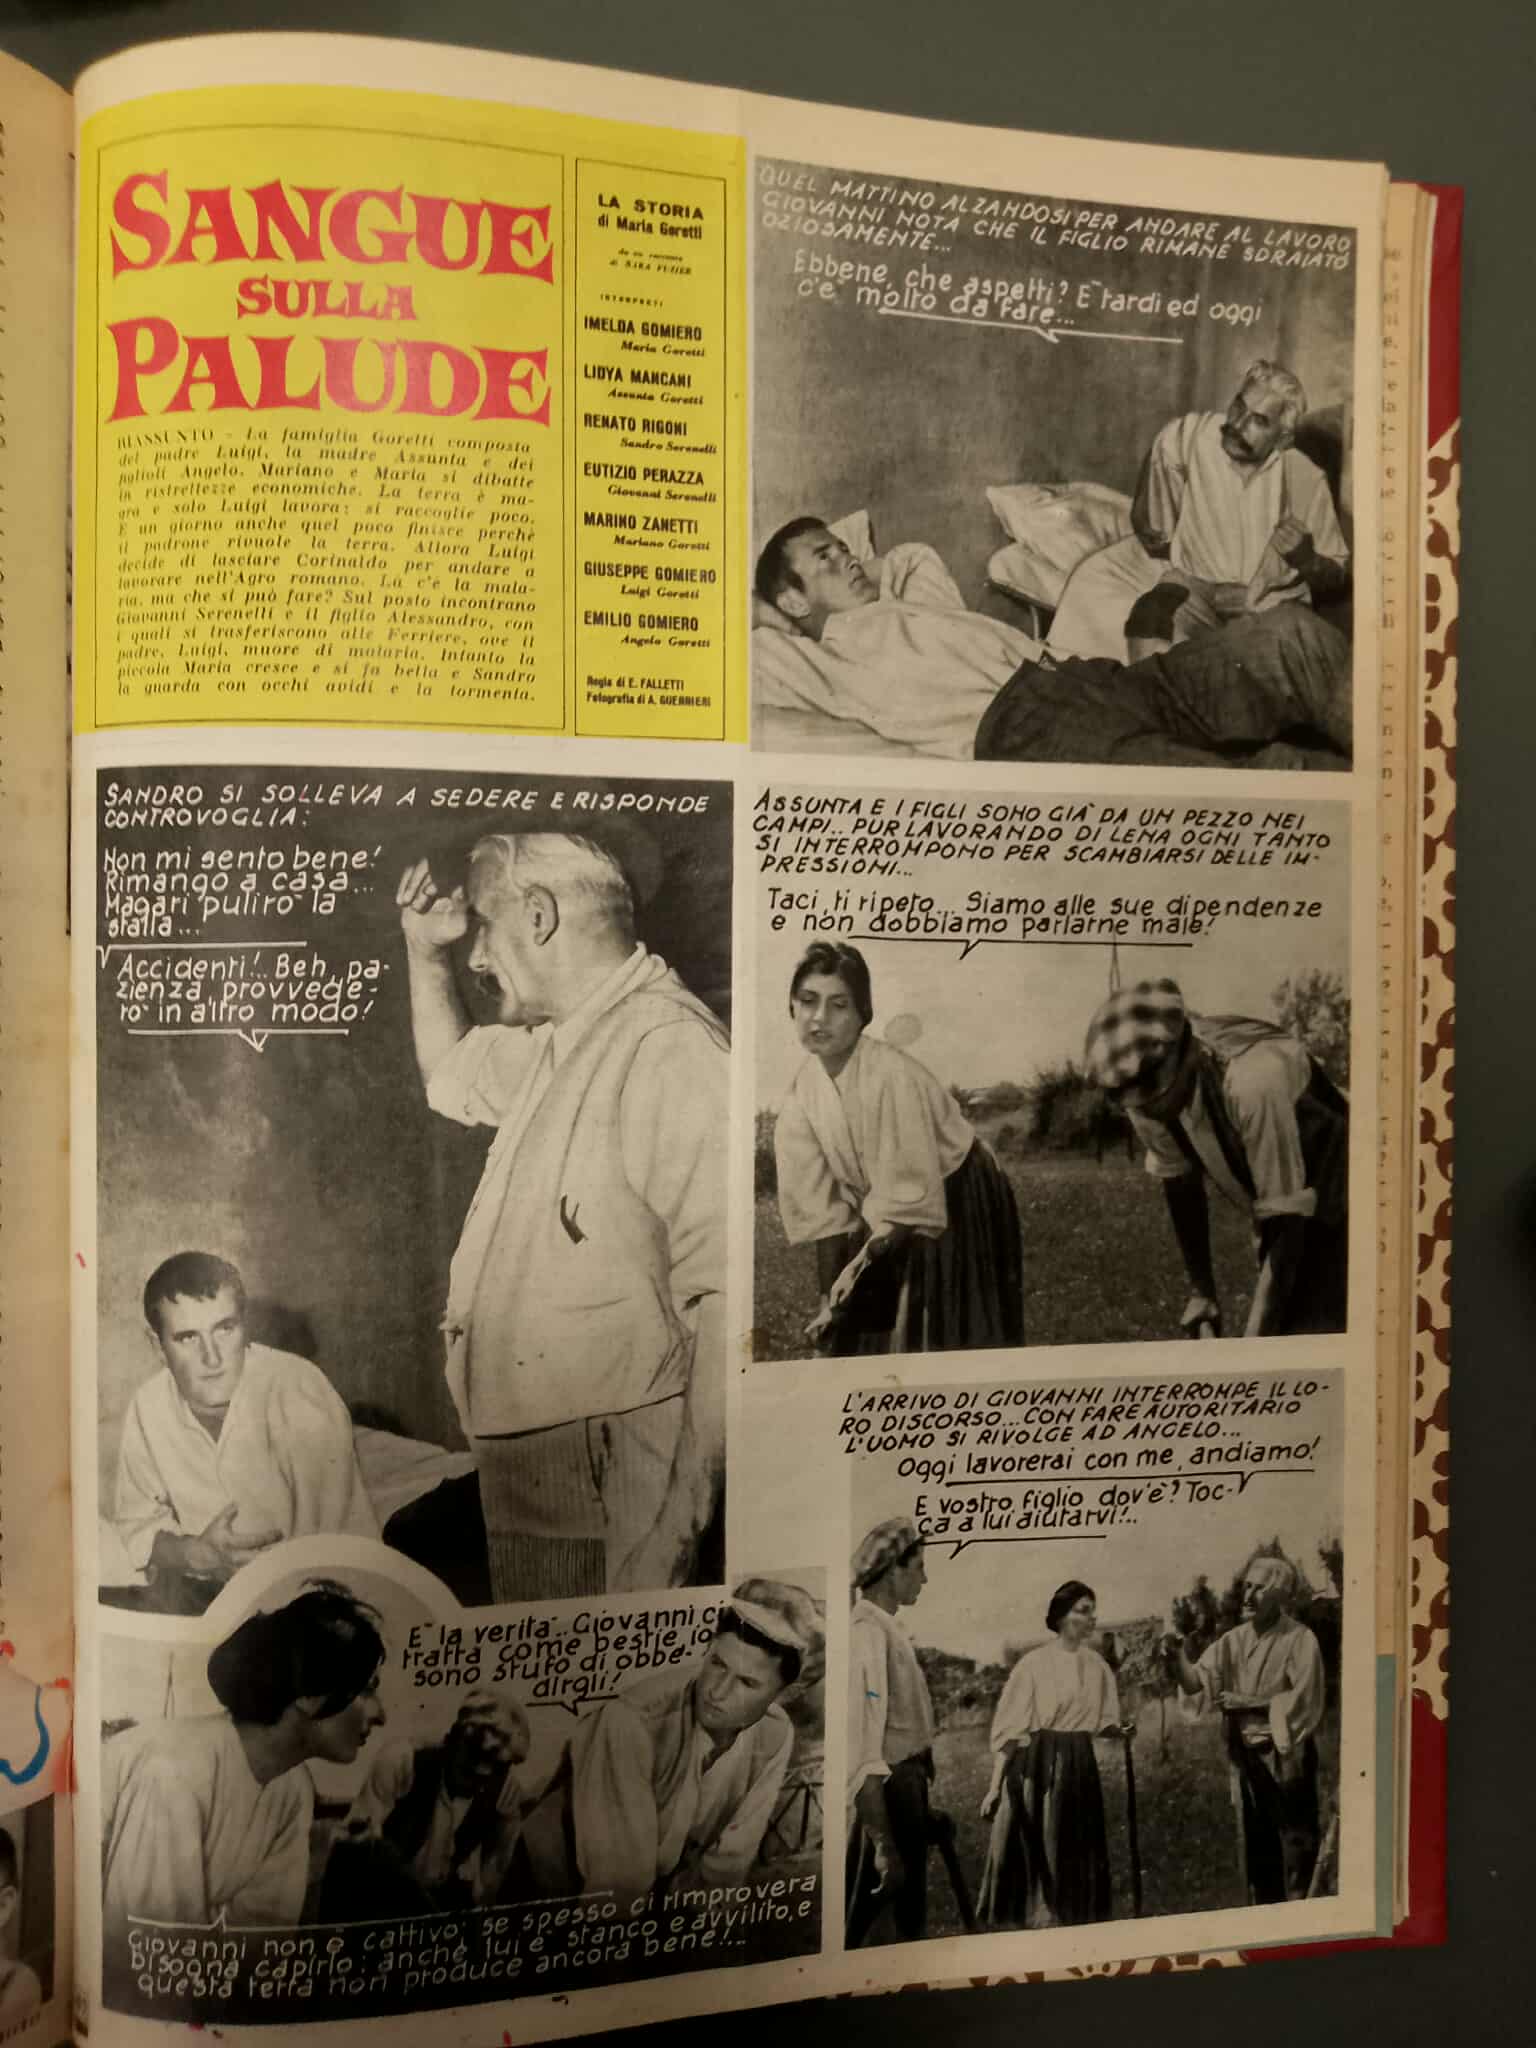 SANGUE
SULLA
PALUDE
RIASSUNTO - La famiglia Goretti composta
del padre Luigi, la madre Assunta e dei
figlioli Angelo, Mariano e Maria si dibatte
in ristrettezze economiche. La terra è ma-
gra e solo Luigi lavora: si raccoglie poco.
E un giorno anche quel poco finisce perchè
il padrone rivuole la terra. Allora Luigi
decide di lasciare Corinaldo per andare a
lavorare nell'Agro romano. Là c'è la mala-
ria, ma che si può fare? Sul posto incontrano
Giovanni Serenelli e il figlio Alessandro, con
i quali si trasferiscono alle Ferriere, ove il
padre, Luigi, muore di malaria. Intanto la
piccola Maria cresce e si fa bella e Sandro
la guarda con occhi avidi e la tormenta.
LA STORIA
di Maria Goretti
da un racconto
di SARA
INTERPRETI
IMELDA GOMIERO
Maria Goretti
LIDYA MANCANI
Assunta Goretti
RENATO RIGONI
Sandro Serenelli
EUTIZIO PERAZZA
Giovanni Serenelli
MARINO ZANETTI
Mariano Goretti
GIUSEPPE GOMIERO
Luigi Goretti
EMILIO GOMIERO
Angelo Goretti
Regia di E. FALLETTI
Fotografia di A. GUERRIERI
QUEL MATTINO ALZANDOSI PER ANDARE AL LAVORO
GIOVANNI NOTA CHE IL FIGLIO RIMANE SDRAIATO
OZIOSAMENTE...
Ebbene, che aspetti? E` tardi ed oggi
c'e` molto da fare...
SANDRO SI SOLLEVA A SEDERE E RISPONDE
CONTROVOGLIA:
Non mi sento bene!
Rimango a casa...
Magari puliro` la
stalla...
Accidenti!.. Beh, pa-
zienza, provvede-
ro` in altro modo!
ASSUNTA E I FIGLI SONO GIA` DA UN PEZZO NEI
CAMPI.. PUR LAVORANDO DI LENA OGNI TANTO
SI INTERROMPONO PER SCAMBIARSI DELLE IM-
PRESSIONI...
Taci, ti ripeto... Siamo alle sue dipendenze
e non dobbiamo parlarne male!
E` la verita`.. Giovanni ci
tratta come bestie, io
sono stufo di obbe-
dirgli!
Giovanni non è cattivo; se spesso ci rimprovera
bisogna capirlo: anche lui e` stanco e avvilito, e
questa terra non produce ancora bene!...
L'ARRIVO DI GIOVANNI INTERROMPE IL LO-
RO DISCORSO... CON FARE AUTORITARIO
L'UOMO SI RIVOLGE AD ANGELO...
Oggi lavorerai con me, andiamo!
E vostro figlio dov'è? Toc-
ca a lui aiutarvi!..